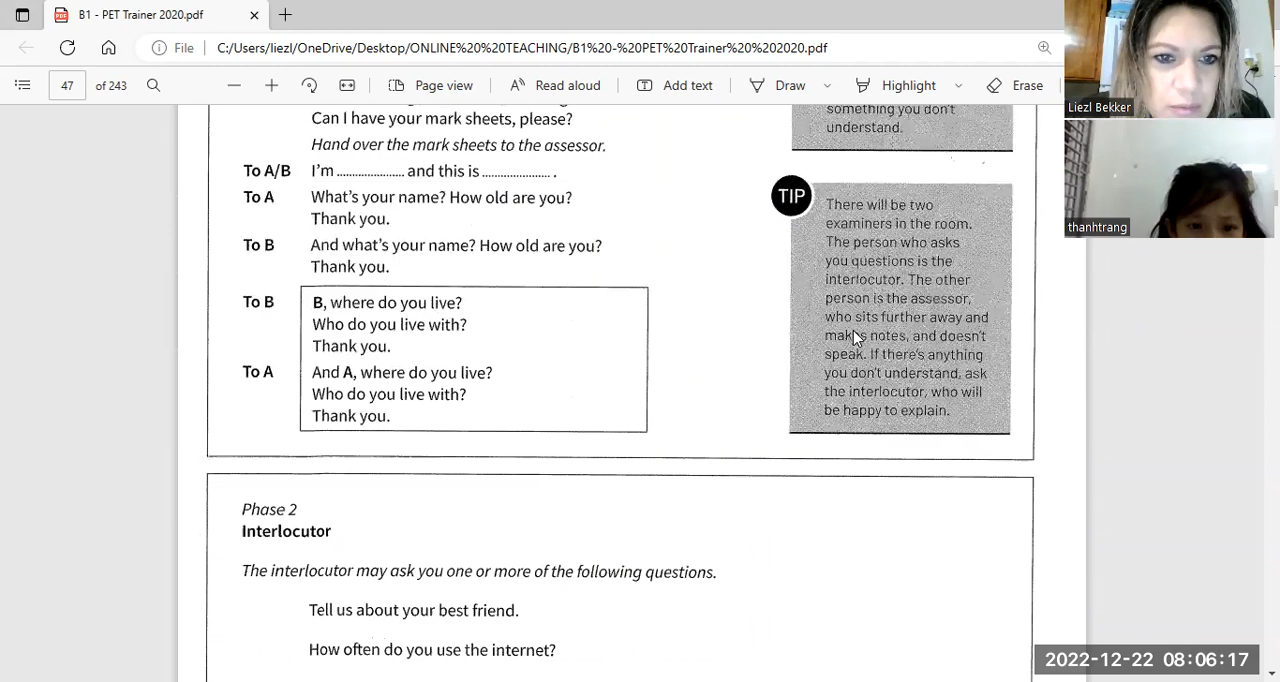 B1 - PET Trainer 2020.pdf
File
C:/Users/liezl/OneDrive/Desktop/ONLINE%20%20TEACHING/B1%20-%20PET%20Trainer%20%202020.pdf
47 of 243
Page view
Read aloud
Add text
Draw
Highlight
Erase
Liezl Bekker
thanhtrang
Can I have your mark sheets, please?
Hand over the mark sheets to the assessor.
To A/B I'm .................... and this is .................... .
To A What's your name? How old are you?
Thank you.
To B And what's your name? How old are you?
Thank you.
To B B, where do you live?
Who do you live with?
Thank you.
To A And A, where do you live?
Who do you live with?
Thank you.
something you don't
understand.
TIP
There will be two
examiners in the room.
The person who asks
you questions is the
interlocutor. The other
person is the assessor,
who sits further away and
makes notes, and doesn't
speak. If there's anything
you don't understand, ask
the interlocutor, who will
be happy to explain.
Phase 2
Interlocutor
The interlocutor may ask you one or more of the following questions.
Tell us about your best friend.
How often do you use the internet?
2022-12-22 08:06:17